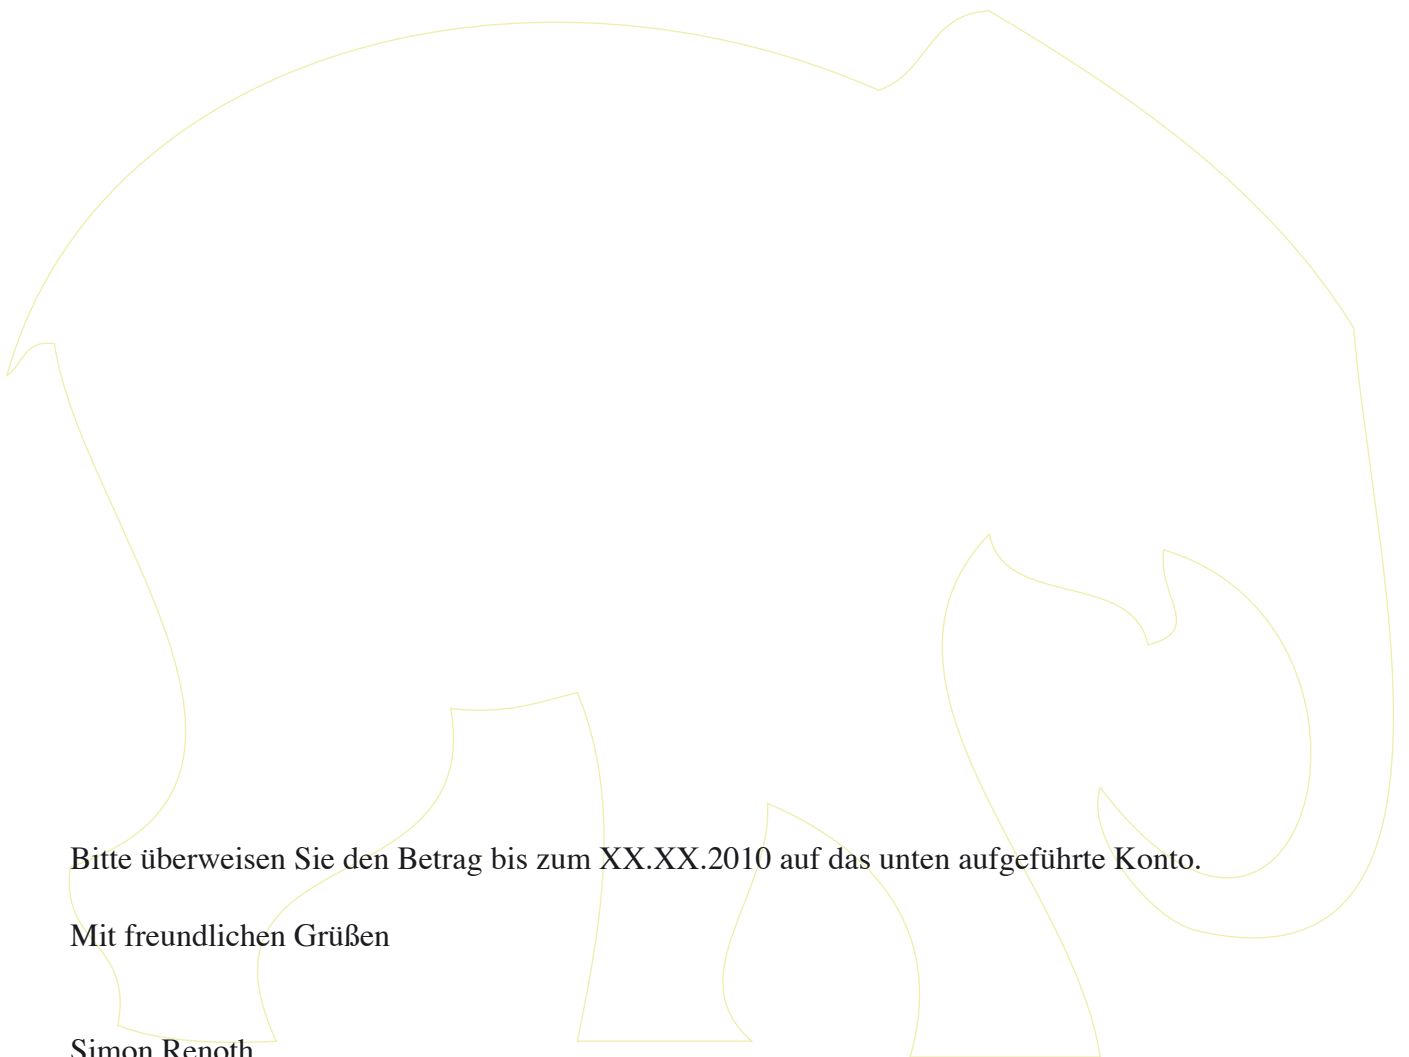 Bitte überweisen Sie den Betrag bis zum XX.XX.2010 auf das unten aufgeführte Konto.
Mit freundlichen Grüßen
Simon Renoth